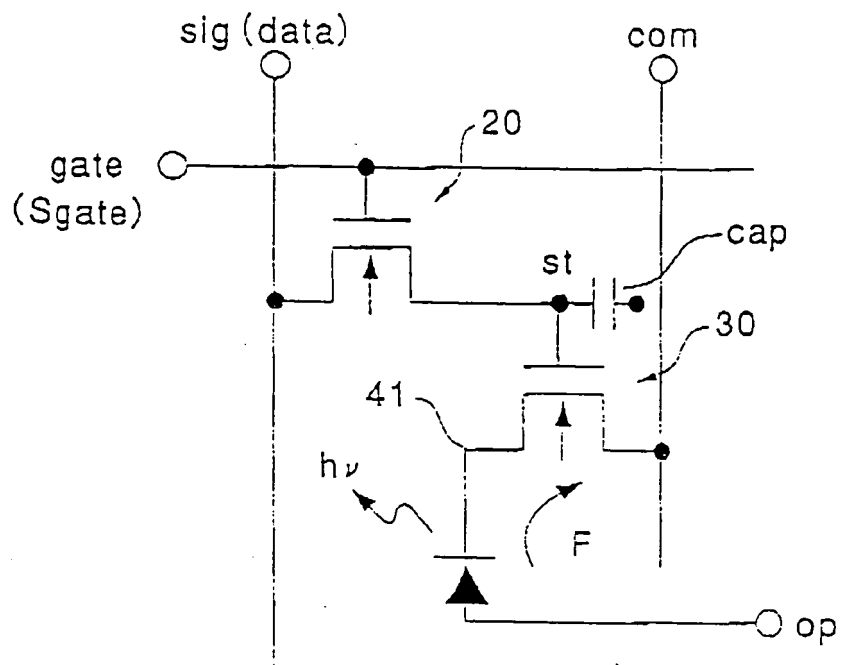 sig (data)
com
20
gate
(Sgate)
cap
st
30
41
hν
F
op